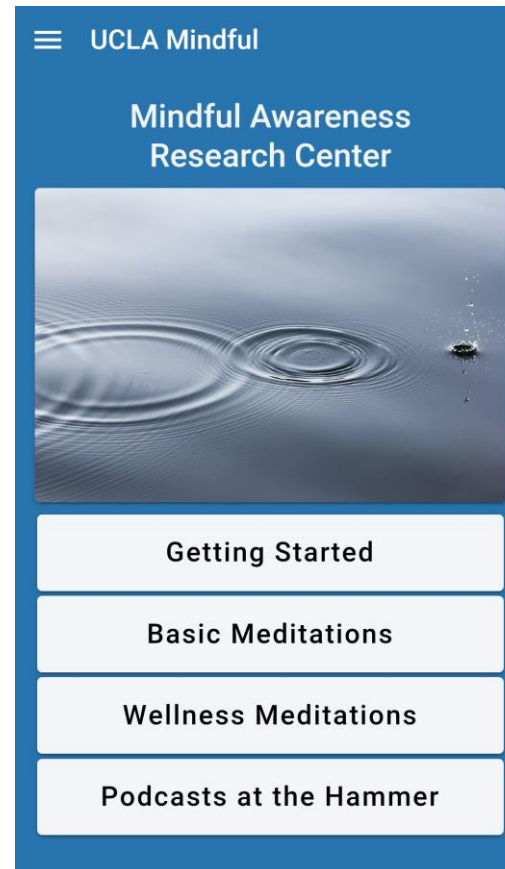 UCLA Mindful
Mindful Awareness
Research Center
Getting Started
Basic Meditations
Wellness Meditations
Podcasts at the Hammer